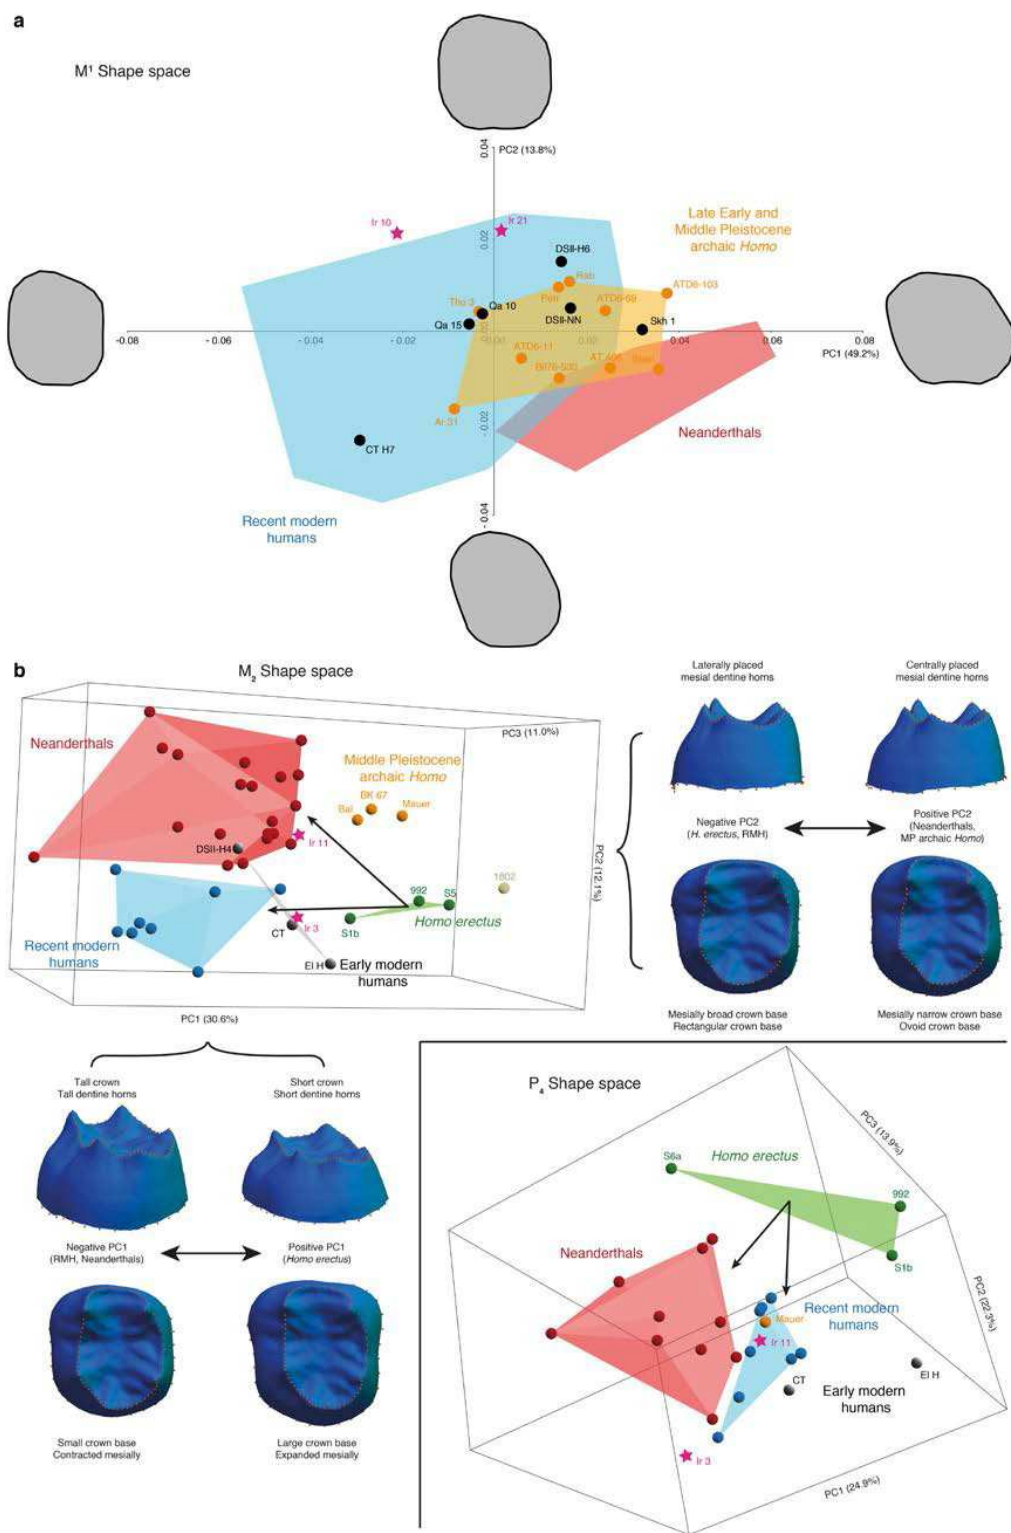 a
M¹ Shape space
0.04
PC2 (13.8%)
Ir 10
Ir 21
Late Early and
Middle Pleistocene
archaic Homo
0.02
DSII-H6
Rab
ATD6-103
Tho 3
Qa 10
Pet
ATD6-69
Qa 15
DSII-NN
Skh 1
-0.08
-0.06
-0.04
-0.02
0.00
0.02
0.04
0.06
0.08
PC1 (49.2%)
ATD6-11
AT-406
Stei
Ar 31
-0.02
Neanderthals
CT H7
-0.04
Recent modern
humans
b
M₂ Shape space
PC3 (11.0%)
Neanderthals
Middle Pleistocene
archaic Homo
BK 67
Bal
Mauer
Ir 11
DSII-H4
PC2 (12.1%)
1802
992
S5
S1b
Homo erectus
CT
Ir 3
Recent modern
humans
El H
Early modern
humans
PC1 (30.6%)
Laterally placed
mesial dentine horns
Centrally placed
mesial dentine horns
Negative PC2
(H. erectus, RMH)
Positive PC2
(Neanderthals,
MP archaic Homo)
Mesially broad crown base
Rectangular crown base
Mesially narrow crown base
Ovoid crown base
Tall crown
Tall dentine horns
Short crown
Short dentine horns
Negative PC1
(RMH, Neanderthals)
Positive PC1
(Homo erectus)
Small crown base
Contracted mesially
Large crown base
Expanded mesially
P₄ Shape space
PC3 (13.9%)
S6a
Homo erectus
992
S1b
Neanderthals
PC2 (22.3%)
Recent modern
humans
Mauer
Ir 11
CT
El H
Early modern
humans
Ir 3
PC1 (24.9%)